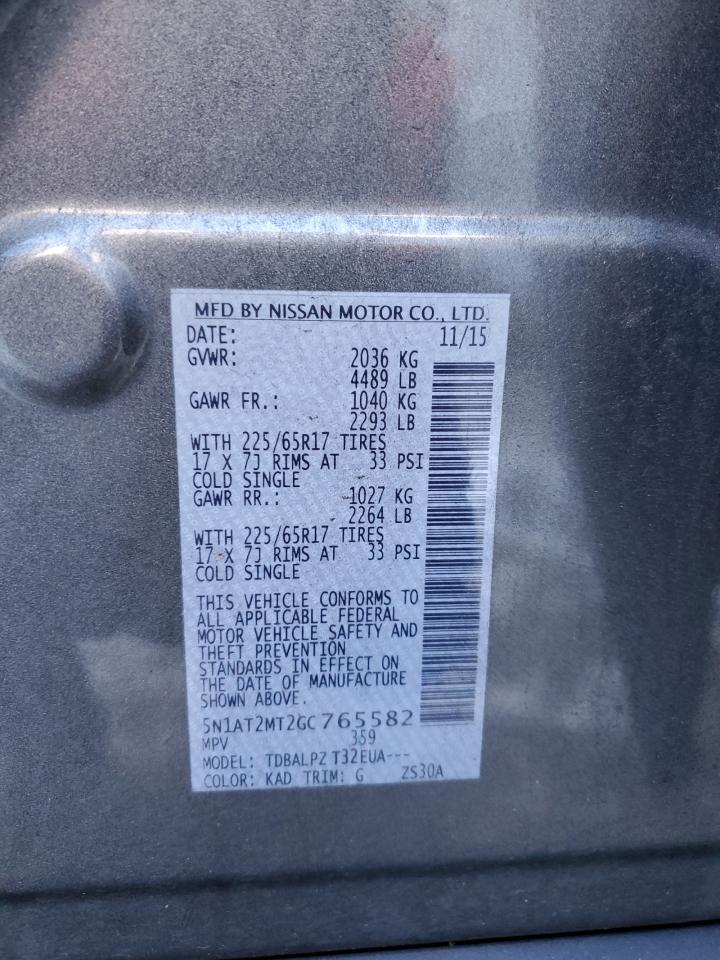 MFD BY NISSAN MOTOR CO., LTD.
DATE: 11/15
GVWR: 2036 KG
4489 LB
GAWR FR.: 1040 KG
2293 LB
WITH 225/65R17 TIRES
17 X 7J RIMS AT 33 PSI
COLD SINGLE
GAWR RR.: 1027 KG
2264 LB
WITH 225/65R17 TIRES
17 X 7J RIMS AT 33 PSI
COLD SINGLE
THIS VEHICLE CONFORMS TO
ALL APPLICABLE FEDERAL
MOTOR VEHICLE SAFETY AND
THEFT PREVENTION
STANDARDS IN EFFECT ON
THE DATE OF MANUFACTURE
SHOWN ABOVE.
5N1AT2MT2GC765582
MPV 359
MODEL: TDBALPZ T32EUA---
COLOR: KAD TRIM: G ZS30A